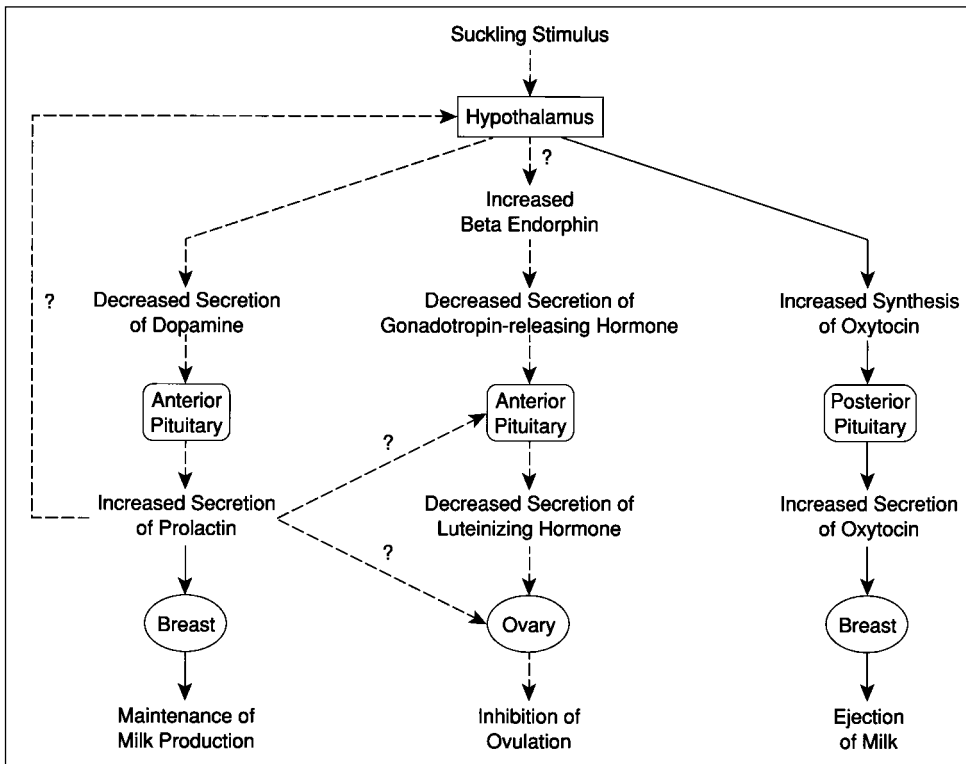 Suckling Stimulus
Hypothalamus
?
Increased
Beta Endorphin
?
Decreased Secretion
of Dopamine
Decreased Secretion of
Gonadotropin-releasing Hormone
Increased Synthesis
of Oxytocin
Anterior
Pituitary
Anterior
Pituitary
Posterior
Pituitary
?
Increased Secretion
of Prolactin
Decreased Secretion of
Luteinizing Hormone
Increased Secretion
of Oxytocin
?
Breast
Ovary
Breast
Maintenance of
Milk Production
Inhibition of
Ovulation
Ejection
of Milk